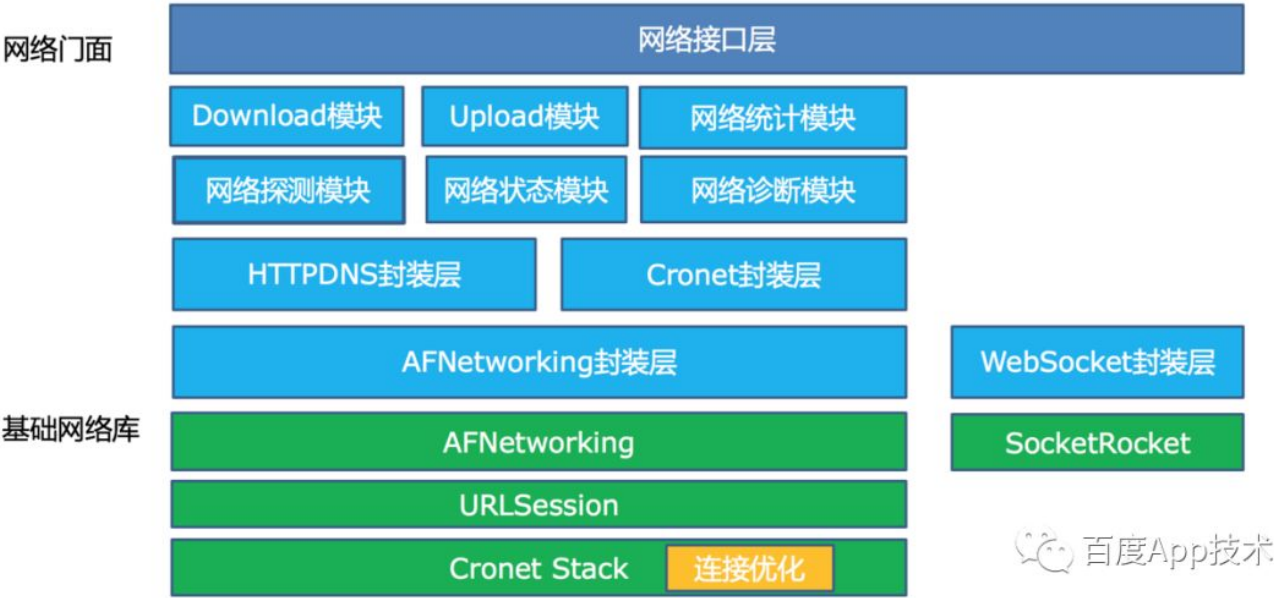 网络门面
网络接口层
Download模块
Upload模块
网络统计模块
网络探测模块
网络状态模块
网络诊断模块
HTTPDNS封装层
Cronet封装层
AFNetworking封装层
WebSocket封装层
基础网络库
AFNetworking
SocketRocket
URLSession
Cronet Stack
连接优化
百度App技术